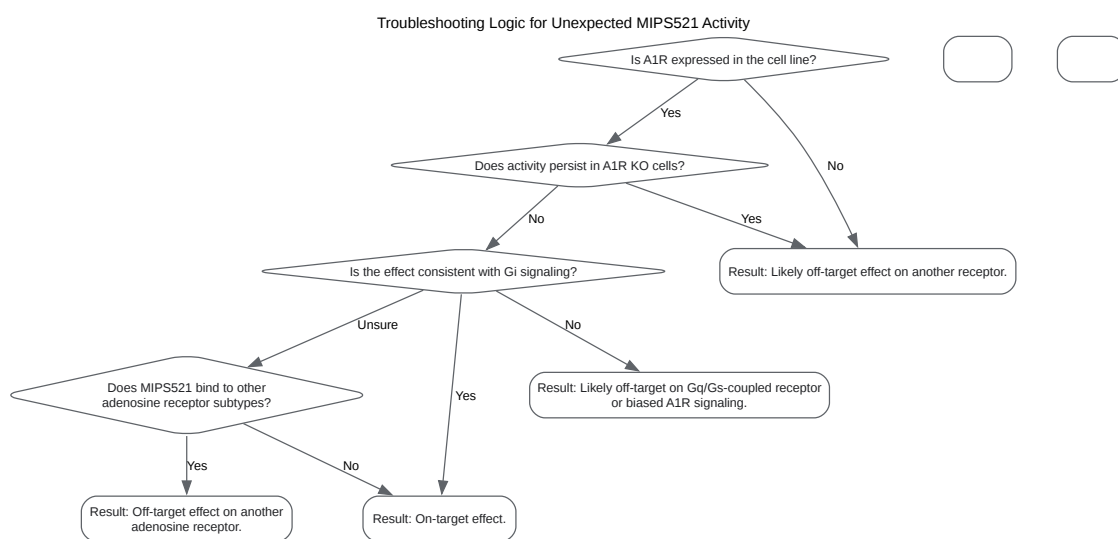 Troubleshooting Logic for Unexpected MIPS521 Activity
Is A1R expressed in the cell line?
Yes
No
Does activity persist in A1R KO cells?
No
Yes
Is the effect consistent with Gi signaling?
Result: Likely off-target effect on another receptor.
Unsure
No
Yes
Does MIPS521 bind to other
adenosine receptor subtypes?
Result: Likely off-target on Gq/Gs-coupled receptor
or biased A1R signaling.
Yes
No
Result: Off-target effect on another
adenosine receptor.
Result: On-target effect.